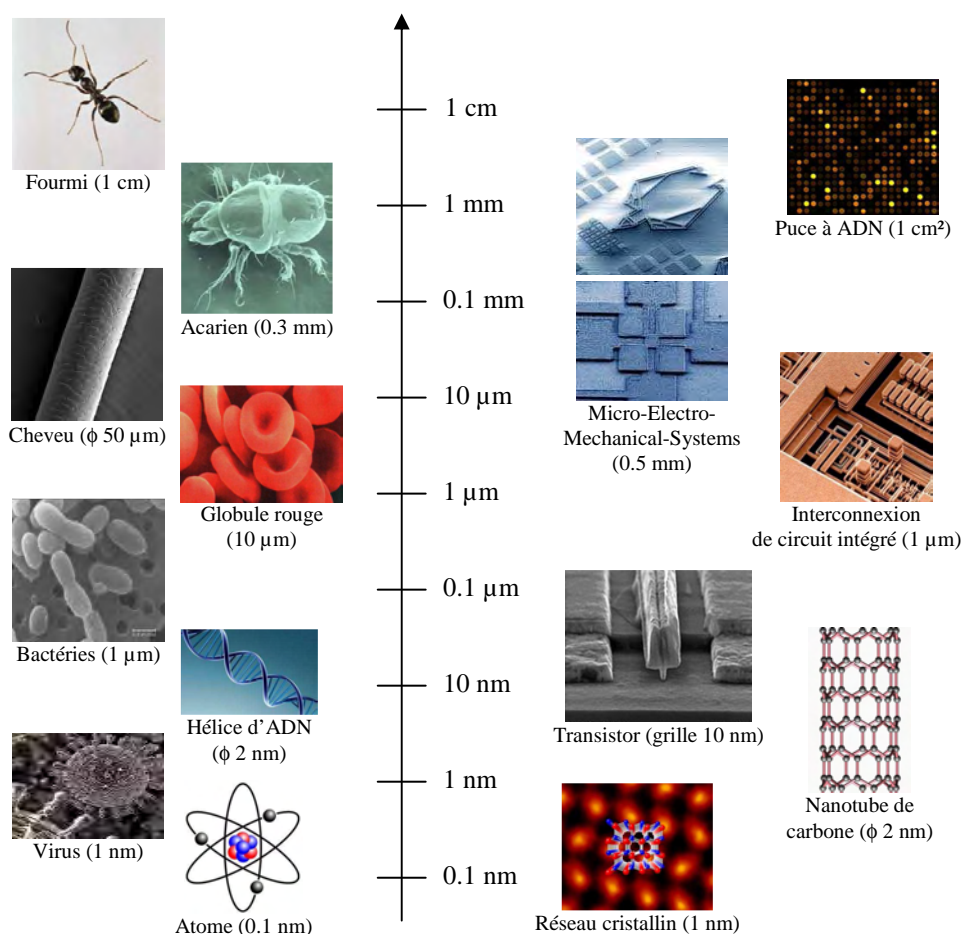 Fourmi (1 cm)
Acarien (0.3 mm)
Cheveu (ϕ 50 µm)
Globule rouge
(10 µm)
Bactéries (1 µm)
Hélice d’ADN
(ϕ 2 nm)
Virus (1 nm)
Atome (0.1 nm)
1 cm
1 mm
0.1 mm
10 µm
1 µm
0.1 µm
10 nm
1 nm
0.1 nm
Puce à ADN (1 cm²)
Micro-Electro-
Mechanical-Systems
(0.5 mm)
Interconnexion
de circuit intégré (1 µm)
Transistor (grille 10 nm)
Nanotube de
carbone (ϕ 2 nm)
Réseau cristallin (1 nm)